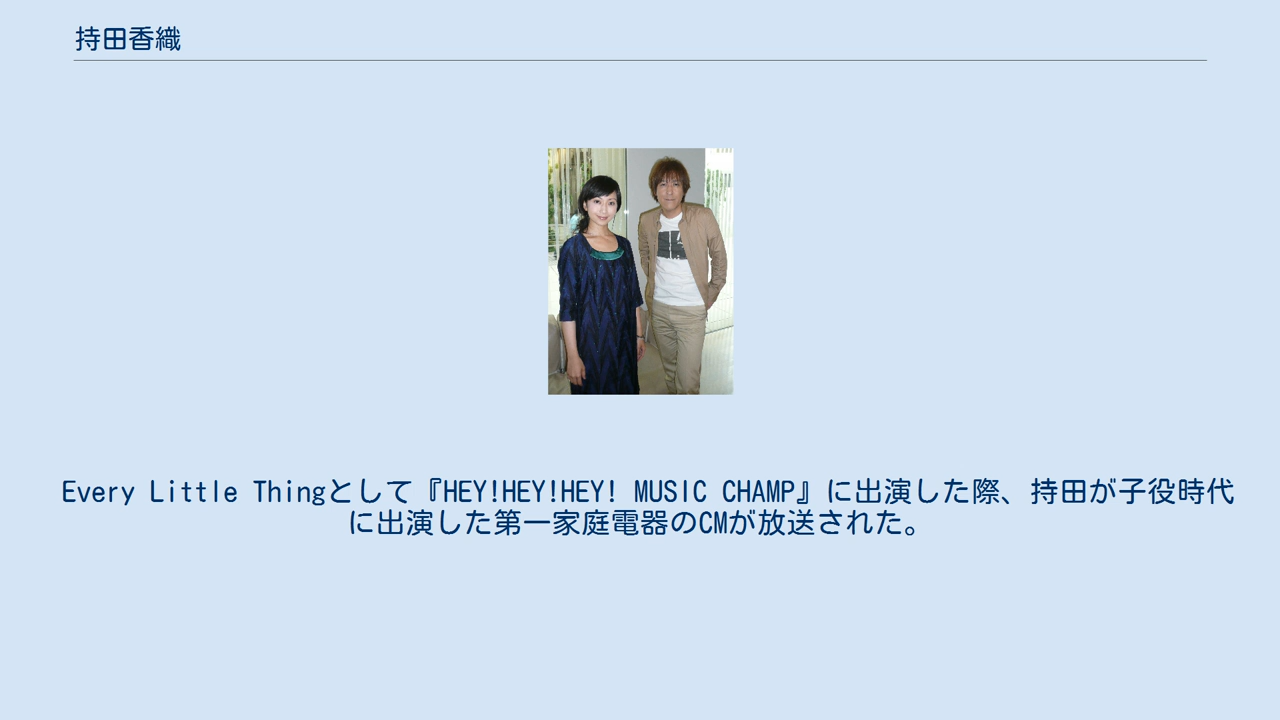 持田香織
Every Little Thingとして『HEY!HEY!HEY! MUSIC CHAMP』に出演した際、持田が子役時代
に出演した第一家庭電器のCMが放送された。